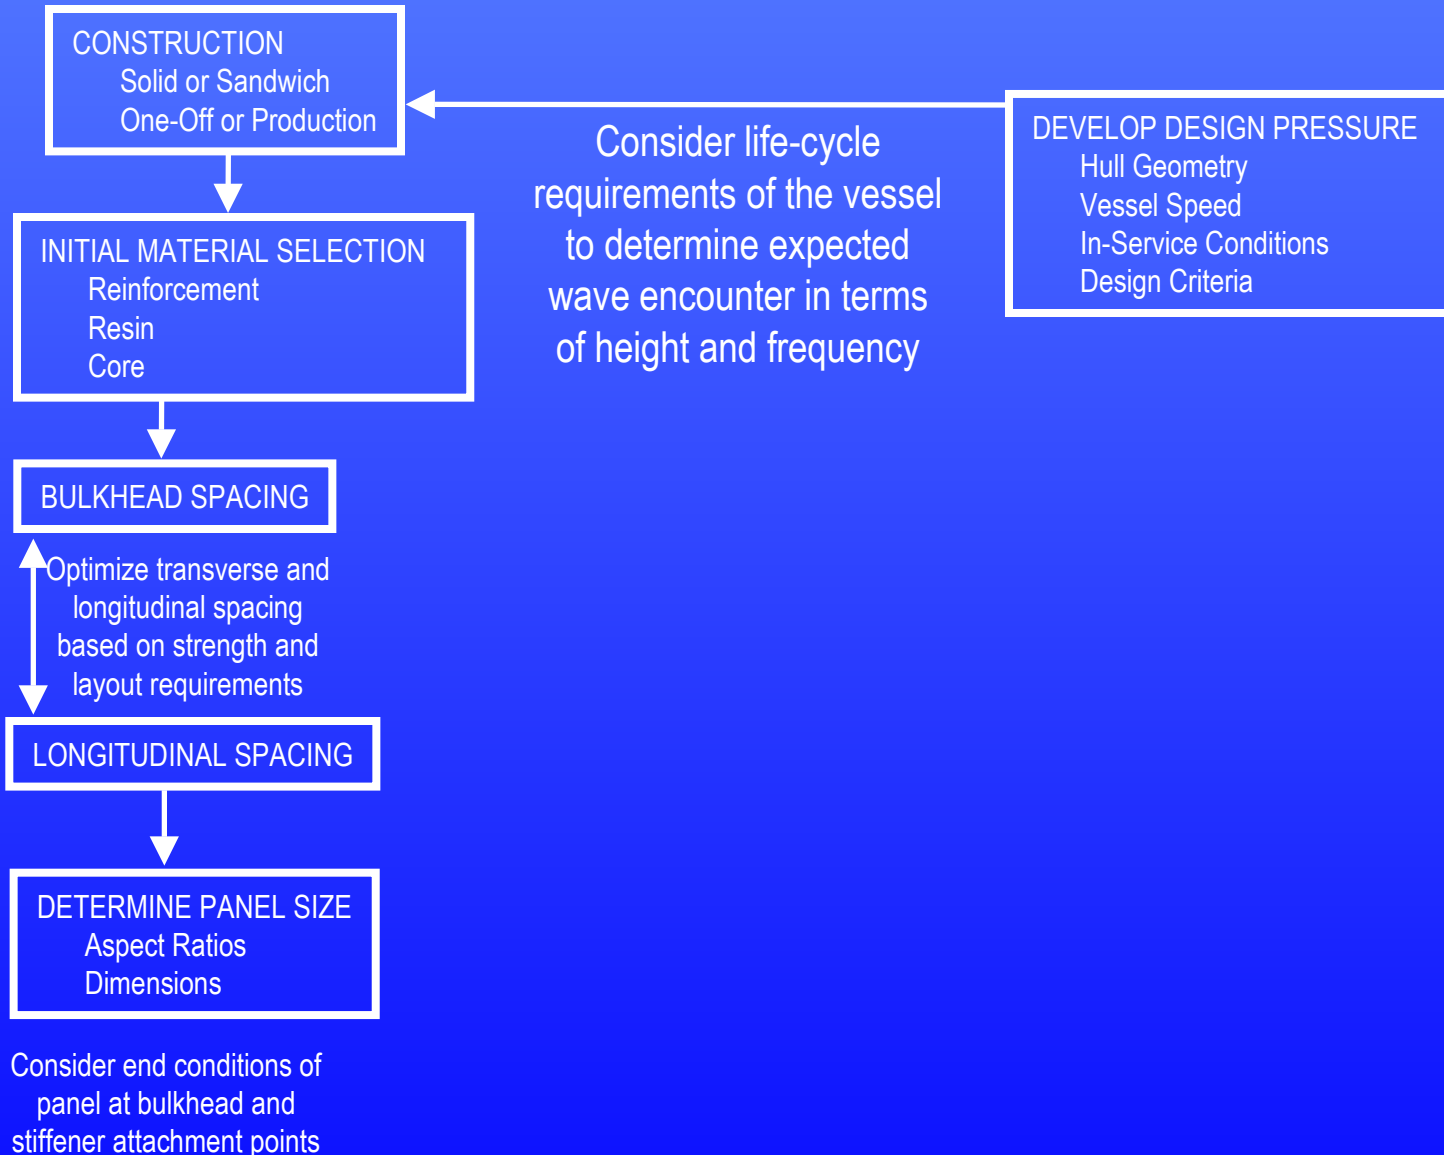 CONSTRUCTION
Solid or Sandwich
One-Off or Production
INITIAL MATERIAL SELECTION
Reinforcement
Resin
Core
BULKHEAD SPACING
Optimize transverse and
longitudinal spacing
based on strength and
layout requirements
LONGITUDINAL SPACING
DETERMINE PANEL SIZE
Aspect Ratios
Dimensions
Consider end conditions of
panel at bulkhead and
stiffener attachment points
Consider life-cycle
requirements of the vessel
to determine expected
wave encounter in terms
of height and frequency
DEVELOP DESIGN PRESSURE
Hull Geometry
Vessel Speed
In-Service Conditions
Design Criteria